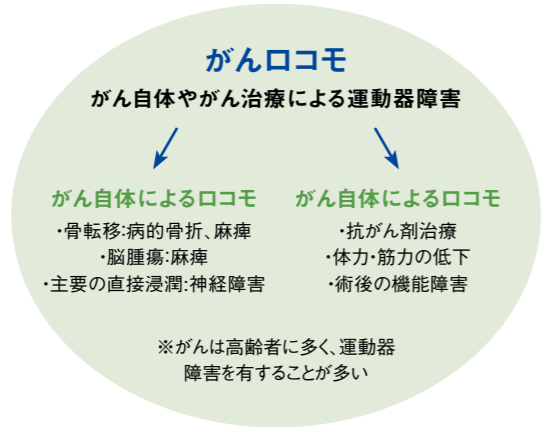 がんロコモ
がん自体やがん治療による運動器障害
がん自体によるロコモ
・骨転移:病的骨折、麻痺
・脳腫瘍:麻痺
・主要の直接浸潤:神経障害
がん自体によるロコモ
・抗がん剤治療
・体力・筋力の低下
・術後の機能障害
※がんは高齢者に多く、運動器
障害を有することが多い